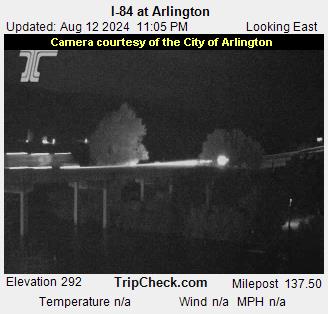 I-84 at Arlington
Updated: Aug 12 2024 11:05 PM Looking East
Camera courtesy of the City of Arlington
Elevation 292 TripCheck.com Milepost 137.50
Temperature n/a Wind n/a MPH n/a